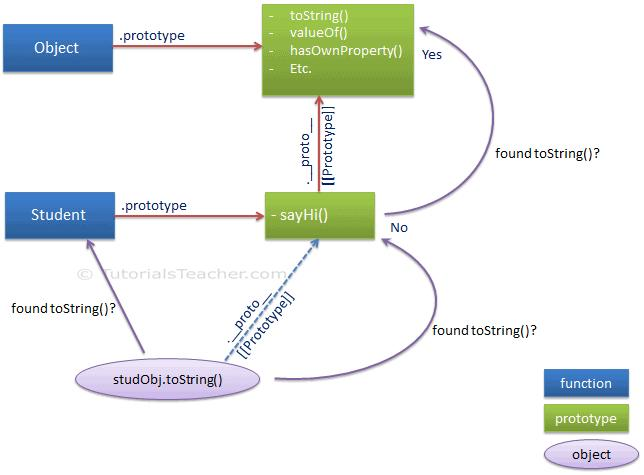 Object
.prototype
- toString()
- valueOf()
- hasOwnProperty()
- Etc.
Yes
.__proto__
[[Prototype]]
found toString()?
Student
.prototype
- sayHi()
No
© TutorialsTeacher.com
found toString()?
.__proto__
[[Prototype]]
found toString()?
studObj.toString()
function
prototype
object